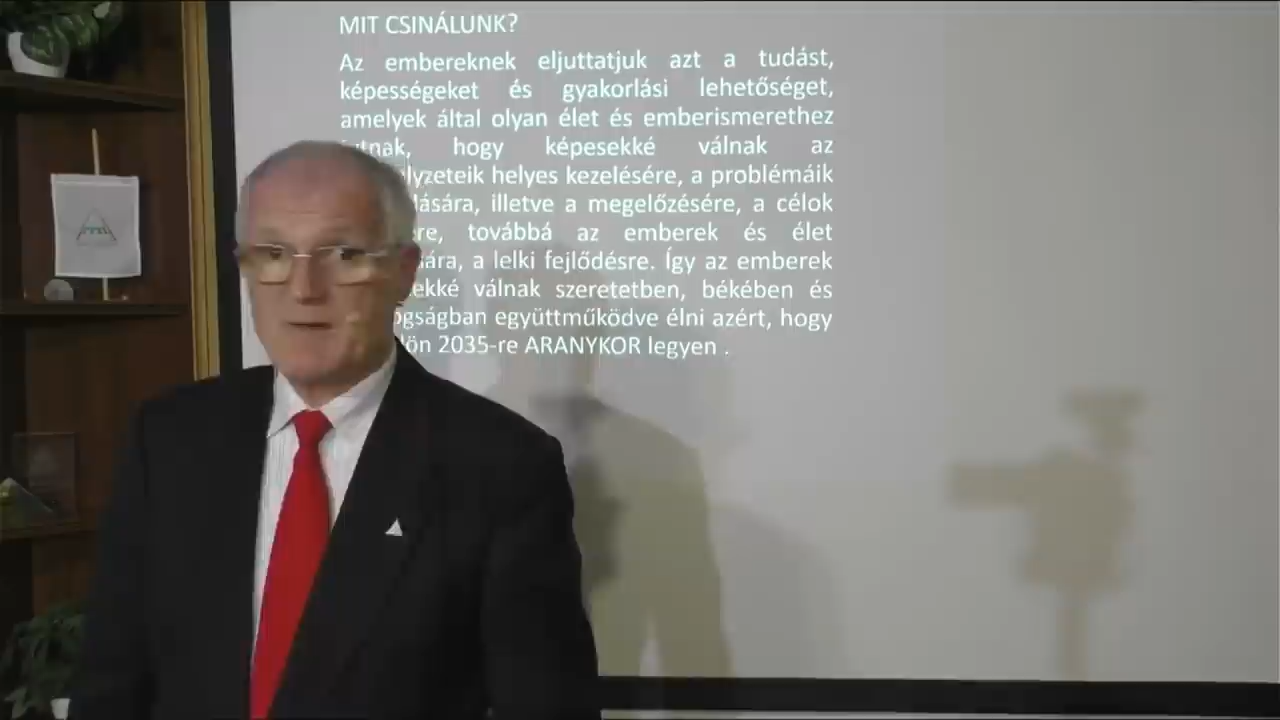 MIT CSINÁLUNK?
Az embereknek eljuttatjuk azt a tudást,
képességeket és gyakorlási lehetőséget,
amelyek által olyan élet és emberismerethez
hogy képesekké válnak az
helyes kezelésére, a problémáik
illetve a megelőzésére, a célok
továbbá az emberek és élet
a lelki fejlődésre. Így az emberek
válnak szeretetben, békében és
együttműködve élni azért, hogy
2035-re ARANYKOR legyen .